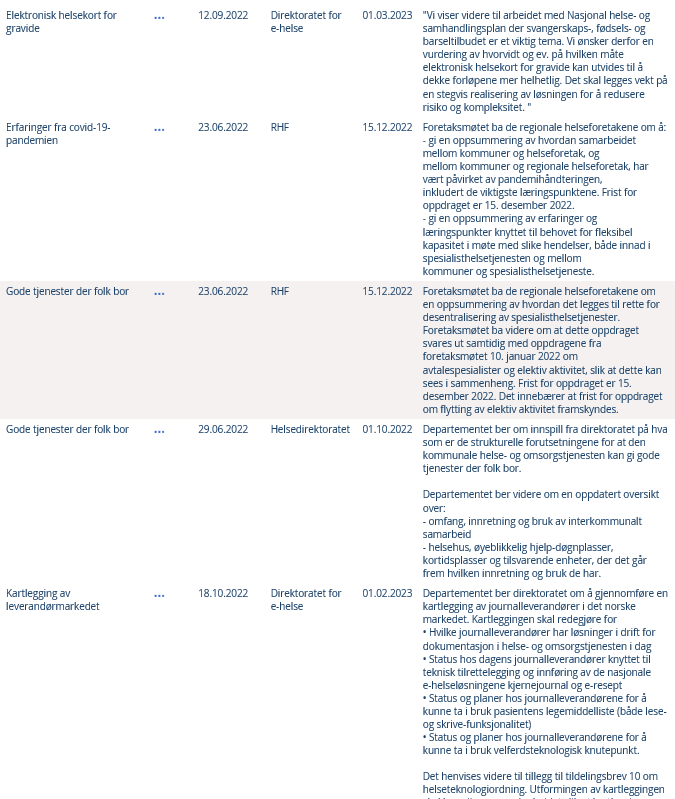 Elektronisk helsekort for gravide
...
12.09.2022
Direktoratet for e-helse
01.03.2023
"Vi viser videre til arbeidet med Nasjonal helse- og
samhandlingsplan der svangerskaps-, fødsels- og
barseltilbudet er et viktig tema. Vi ønsker derfor en
vurdering av hvorvidt og ev. på hvilken måte
elektronisk helsekort for gravide kan utvides til å
dekke forløpene mer helhetlig. Det skal legges vekt på
en stegvis realisering av løsningen for å redusere
risiko og kompleksitet. "
Erfaringer fra covid-19-
pandemien
...
23.06.2022
RHF
15.12.2022
Foretaksmøtet ba de regionale helseforetakene om å:
- gi en oppsummering av hvordan samarbeidet
mellom kommuner og helseforetak, og
mellom kommuner og regionale helseforetak, har
vært påvirket av pandemihåndteringen,
inkludert de viktigste læringspunktene. Frist for
oppdraget er 15. desember 2022.
- gi en oppsummering av erfaringer og
læringspunkter knyttet til behovet for fleksibel
kapasitet i møte med slike hendelser, både innad i
spesialisthelsetjenesten og mellom
kommuner og spesialisthelsetjeneste.
Gode tjenester der folk bor
...
23.06.2022
RHF
15.12.2022
Foretaksmøtet ba de regionale helseforetakene om
en oppsummering av hvordan det legges til rette for
desentralisering av spesialisthelsetjenester.
Foretaksmøtet ba videre om at dette oppdraget
svares ut samtidig med oppdragene fra
foretaksmøtet 10. januar 2022 om
avtalespesialister og elektiv aktivitet, slik at dette kan
sees i sammenheng. Frist for oppdraget er 15.
desember 2022. Det innebærer at frist for oppdraget
om flytting av elektiv aktivitet framskyndes.
Gode tjenester der folk bor
...
29.06.2022
Helsedirektoratet
01.10.2022
Departementet ber om innspill fra direktoratet på hva
som er de strukturelle forutsetningene for at den
kommunale helse- og omsorgstjenesten kan gi gode
tjenester der folk bor.
Departementet ber videre om en oppdatert oversikt
over:
- omfang, innretning og bruk av interkommunalt
samarbeid
- helsehus, øyeblikkelig hjelp-døgnplasser,
kortidsplasser og tilsvarende enheter, der det går
frem hvilken innretning og bruk de har.
Kartlegging av
leverandørmarkedet
...
18.10.2022
Direktoratet for
e-helse
01.02.2023
Departementet ber direktoratet om å gjennomføre en
kartlegging av journalleverandører i det norske
markedet. Kartleggingen skal redegjøre for
• Hvilke journalleverandører har løsninger i drift for
dokumentasjon i helse- og omsorgstjenesten i dag
• Status hos dagens journalleverandører knyttet til
teknisk tilrettelegging og innføring av de nasjonale
e-helseløsningene kjernejournal og e-resept
• Status og planer hos journalleverandørene for å
kunne ta i bruk pasientens legemiddelliste (både lese-
og skrive-funksjonalitet)
• Status og planer hos journalleverandørene for å
kunne ta i bruk velferdsteknologisk knutepunkt.
Det henvises videre til tillegg til tildelingsbrev 10 om
helseteknologiordning. Utformingen av kartleggingen